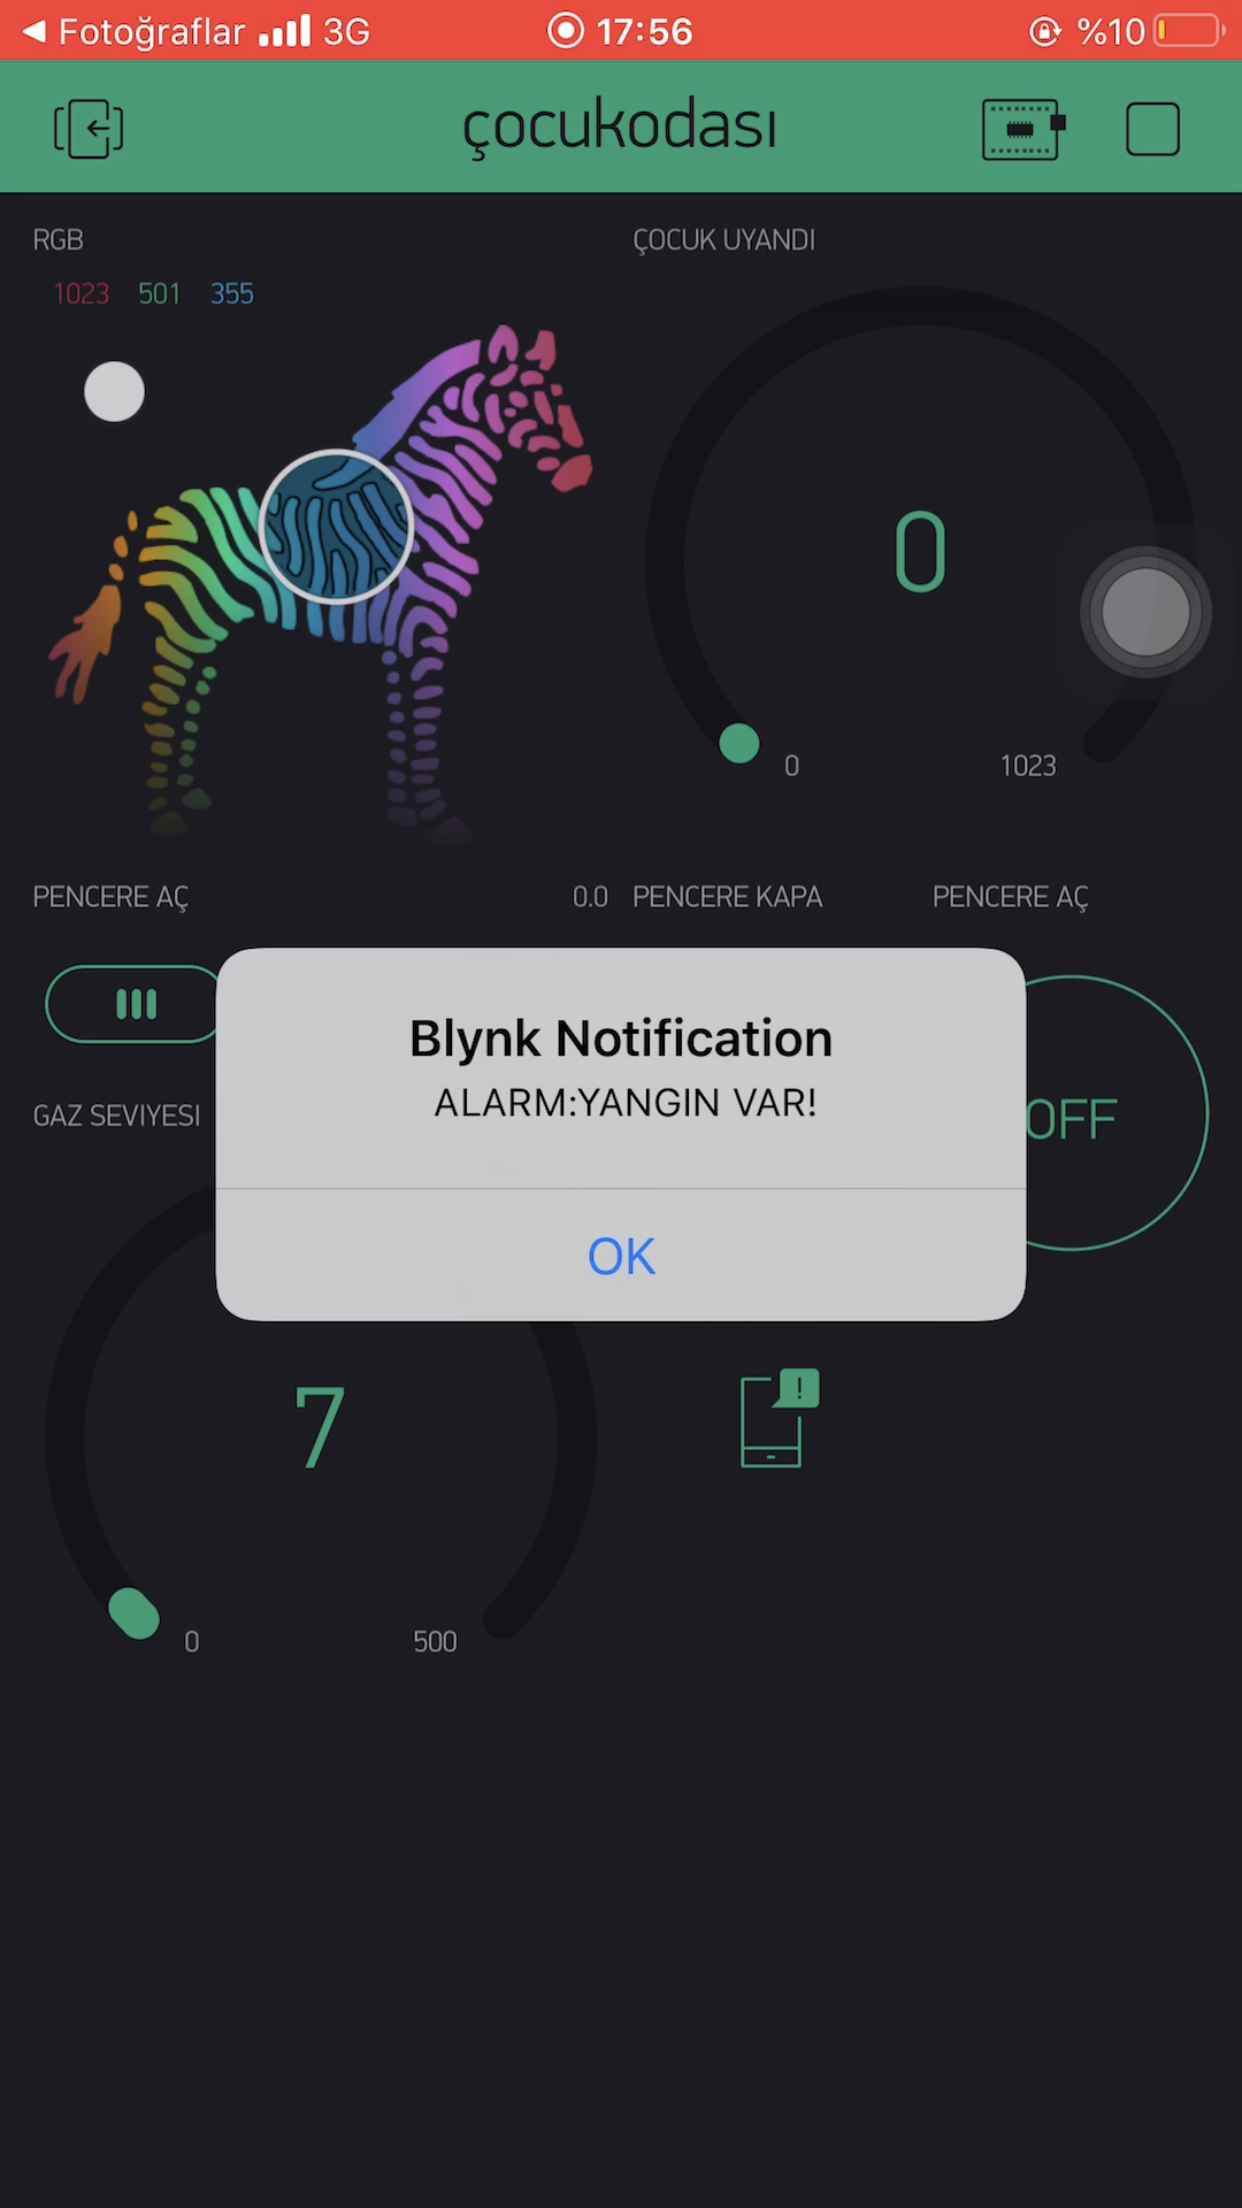 Fotoğraflar 3G 17:56 %10
çocukodası
RGB
1023 501 355
ÇOCUK UYANDI
0
0 1023
PENCERE AÇ 0.0 PENCERE KAPA PENCERE AÇ
Blynk Notification
ALARM:YANGIN VAR!
OK
OFF
GAZ SEVIYESI
7
!
0 500